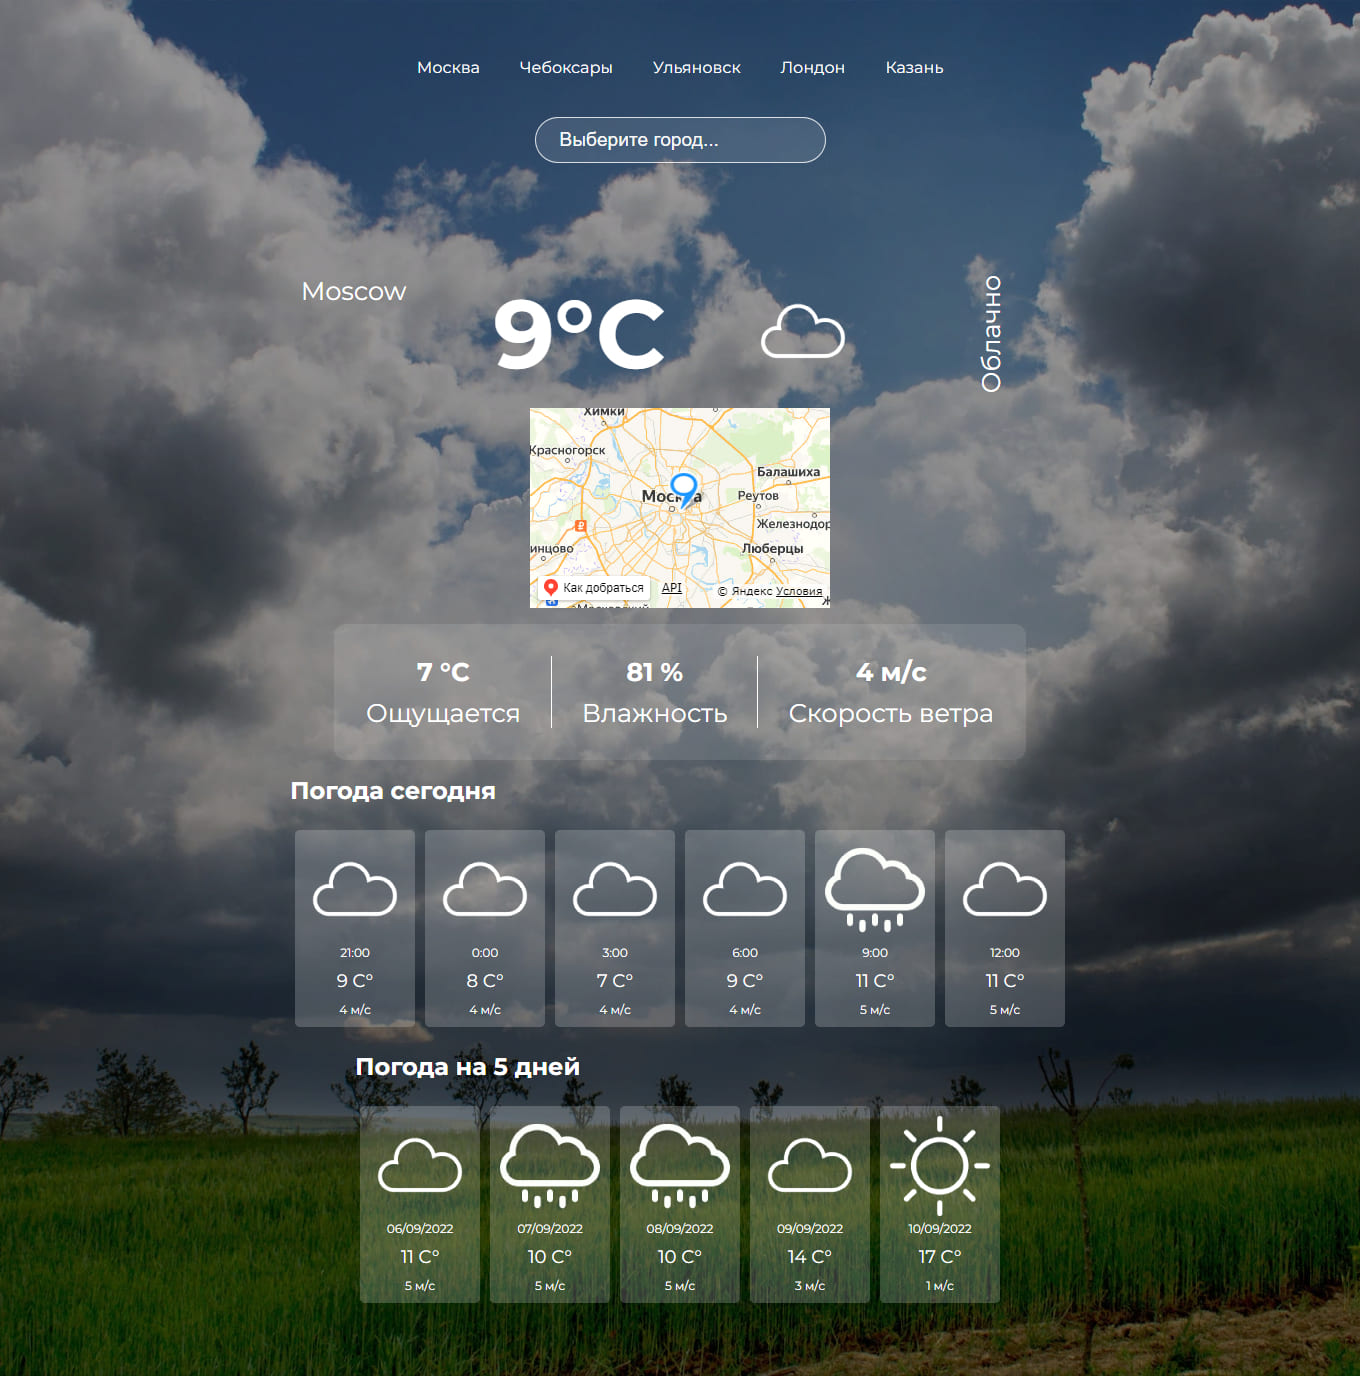 Москва Чебоксары Ульяновск Лондон Казань
Выберите город...
Moscow
9°C
Облачно
Химки
Красногорск
Балашиха
Москва
Реутов
Железнодор
инцово
Люберцы
Как добраться
API
© Яндекс Условия
7 °C 81 % 4 м/с
Ощущается Влажность Скорость ветра
Погода сегодня
21:00 0:00 3:00 6:00 9:00 12:00
9 C° 8 C° 7 C° 9 C° 11 C° 11 C°
4 м/с 4 м/с 4 м/с 4 м/с 5 м/с 5 м/с
Погода на 5 дней
06/09/2022 07/09/2022 08/09/2022 09/09/2022 10/09/2022
11 C° 10 C° 10 C° 14 C° 17 C°
5 м/с 5 м/с 5 м/с 3 м/с 1 м/с